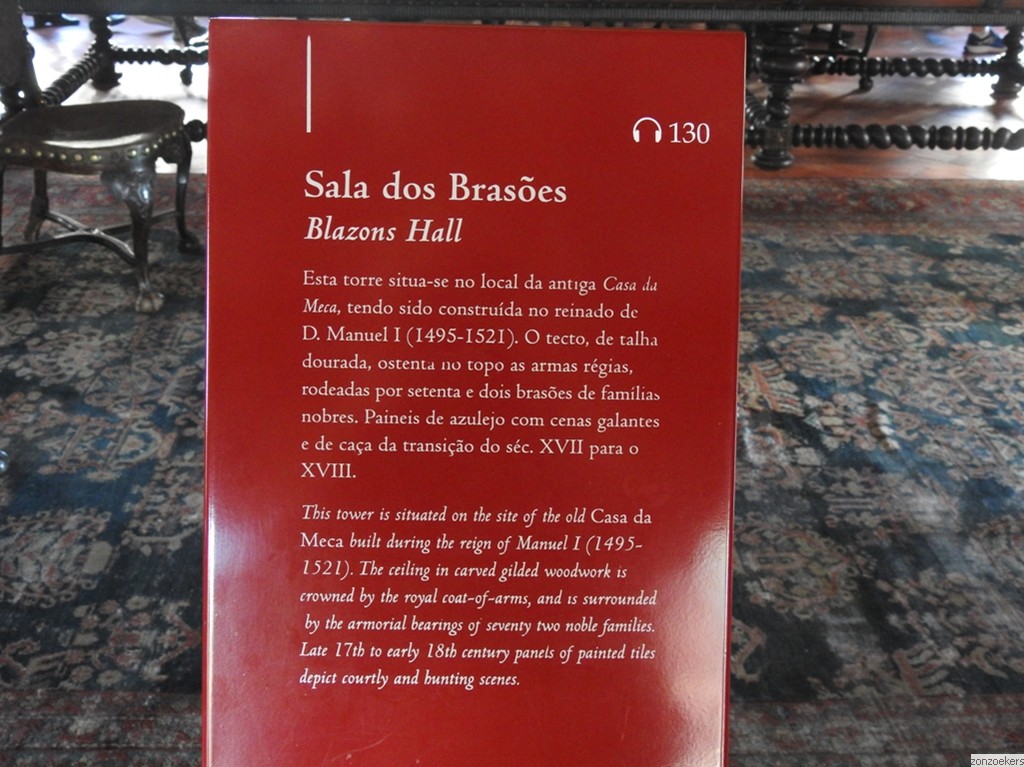 130
Sala dos Brasões
Blazons Hall
Esta torre situa-se no local da antiga Casa da
Meca, tendo sido construída no reinado de
D. Manuel I (1495-1521). O tecto, de talha
dourada, ostenta no topo as armas régias,
rodeadas por setenta e dois brasões de famílias
nobres. Paineis de azulejo com cenas galantes
e de caça da transição do séc. XVII para o
XVIII.
This tower is situated on the site of the old Casa da
Meca built during the reign of Manuel I (1495-
1521). The ceiling in carved gilded woodwork is
crowned by the royal coat-of-arms, and is surrounded
by the armorial bearings of seventy two noble families.
Late 17th to early 18th century panels of painted tiles
depict courtly and hunting scenes.
zonzoekers